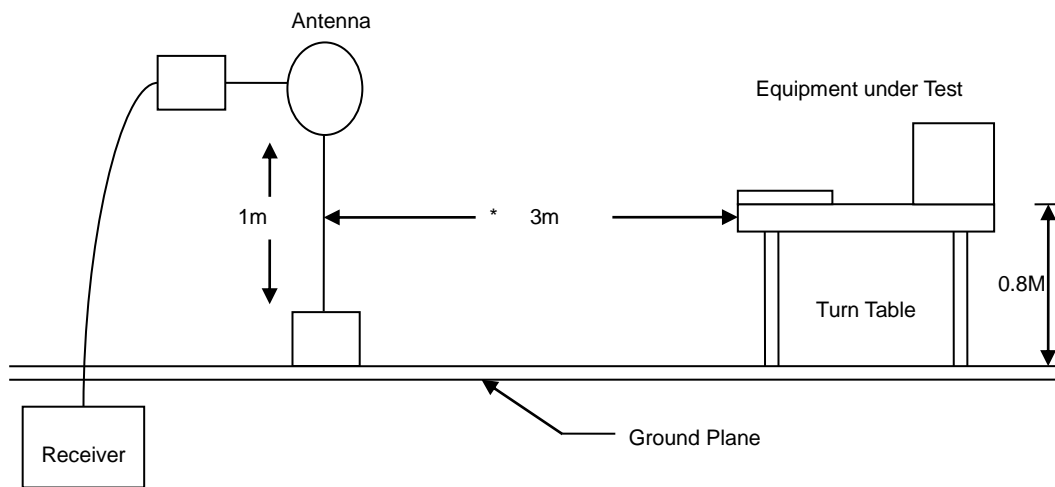 Antenna
Equipment under Test
1m
* 3m
0.8M
Turn Table
Ground Plane
Receiver